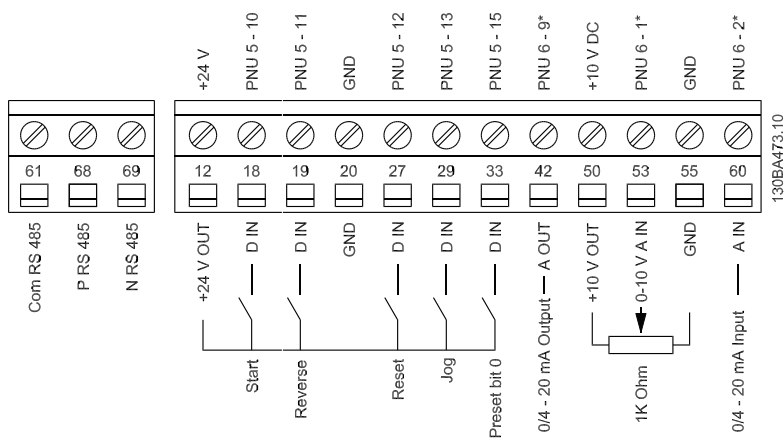 +24 V
PNU 5 - 10
PNU 5 - 11
GND
PNU 5 - 12
PNU 5 - 13
PNU 5 - 15
PNU 6 - 9*
+10 V DC
PNU 6 - 1*
GND
PNU 6 - 2*
61 68 69 12 18 19 20 27 29 33 42 50 53 55 60
Com RS 485
P RS 485
N RS 485
+24 V OUT
D IN
D IN
GND
D IN
D IN
D IN
A OUT
+10 V OUT
0-10 V A IN
GND
A IN
Start
Reverse
Reset
Jog
Preset bit 0
0/4 - 20 mA Output
1K Ohm
0/4 - 20 mA Input
130BA473.10